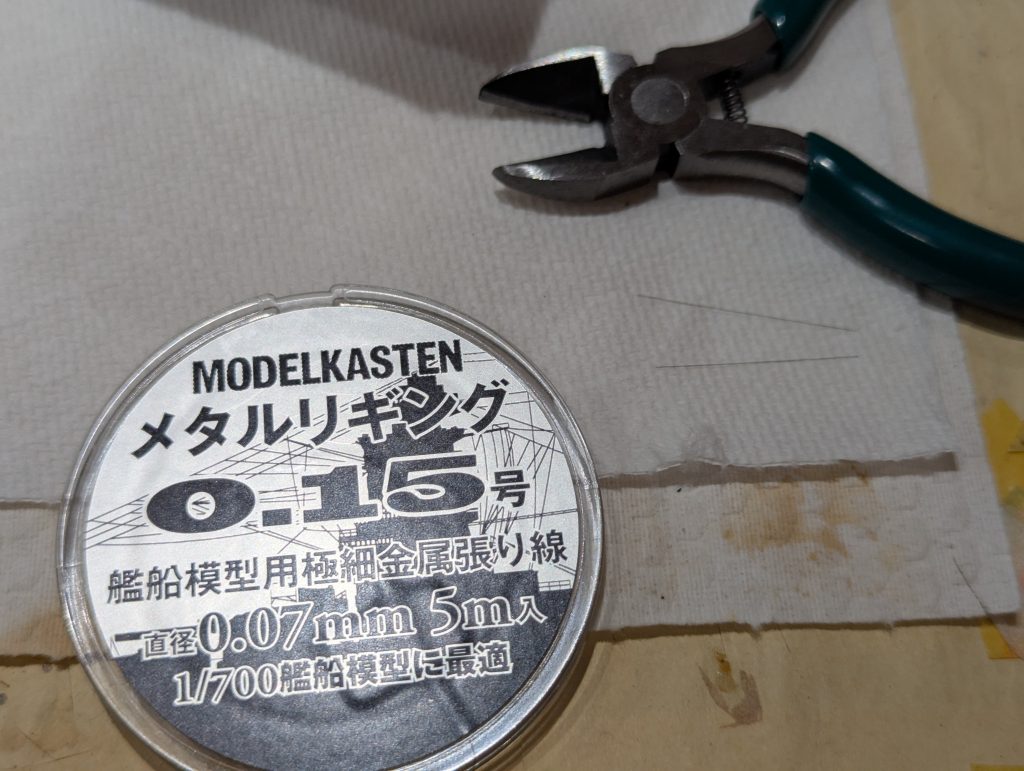 MODELKASTEN
メタルリギング
0.15号
艦船模型用極細金属張り線
直径0.07mm 5m入
1/700艦船模型に最適